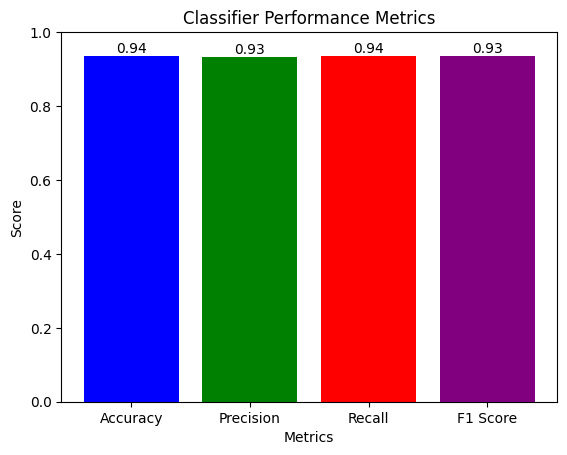 Classifier Performance Metrics
1.0
0.8
0.6
0.4
0.2
0.0
Score
0.94
0.93
0.94
0.93
Accuracy
Precision
Recall
F1 Score
Metrics